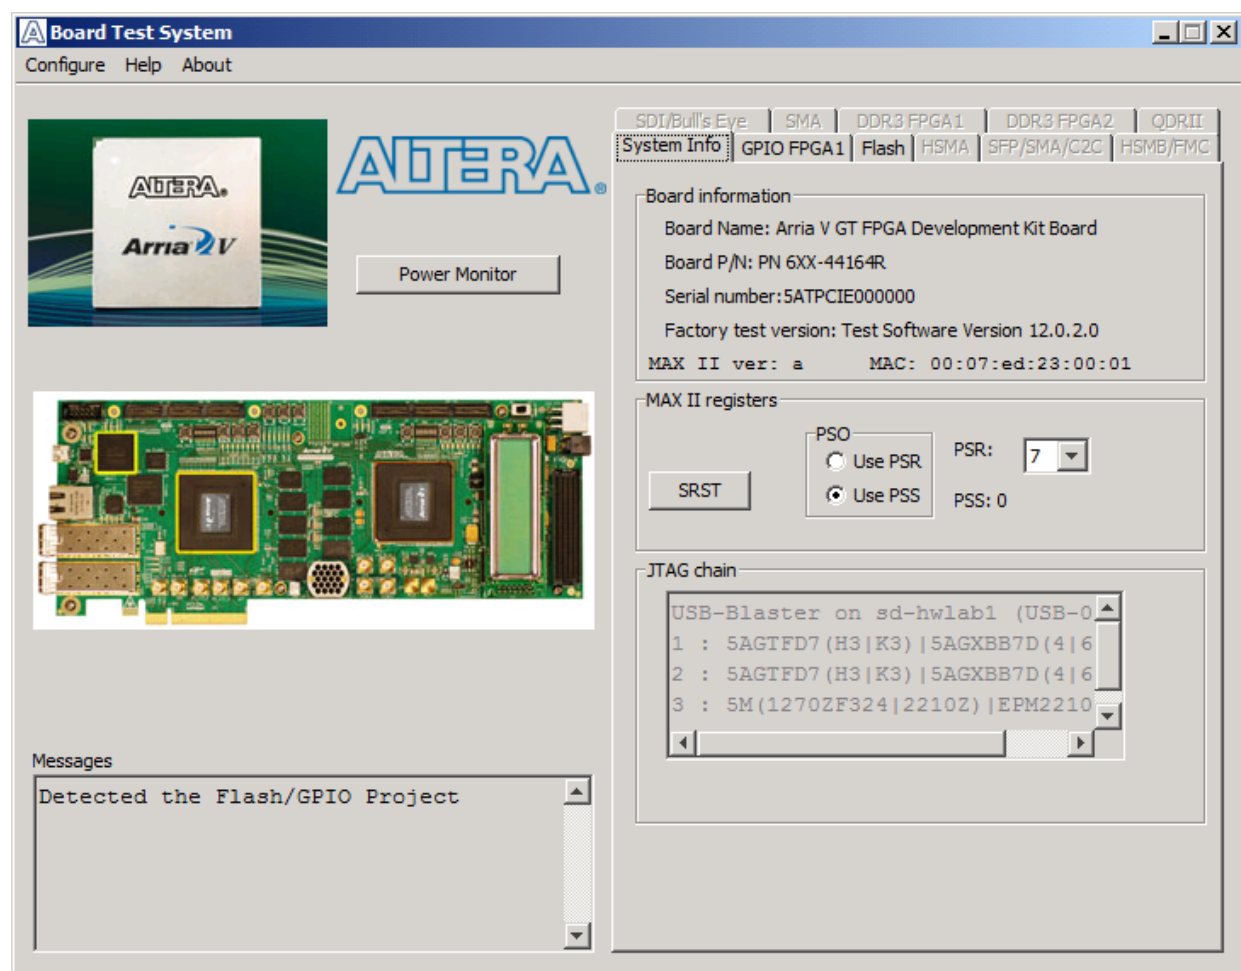 Board Test System
Configure Help About
ALTERA®
Arria V
ALTERA®
Power Monitor
SDI/Bull's Eye SMA DDR3 FPGA1 DDR3 FPGA2 QDRII
System Info GPIO FPGA1 Flash HSMA SFP/SMA/C2C HSMB/FMC
Board information
Board Name: Arria V GT FPGA Development Kit Board
Board P/N: PN 6XX-44164R
Serial number:5ATPCIE000000
Factory test version: Test Software Version 12.0.2.0
MAX II ver: a MAC: 00:07:ed:23:00:01
MAX II registers
SRST
PSO
Use PSR
Use PSS
PSR: 7
PSS: 0
JTAG chain
USB-Blaster on sd-hwlab1 (USB-0
1 : 5AGTFD7(H3|K3)|5AGXBB7D(4|6
2 : 5AGTFD7(H3|K3)|5AGXBB7D(4|6
3 : 5M(1270ZF324|2210Z)|EPM2210
Messages
Detected the Flash/GPIO Project